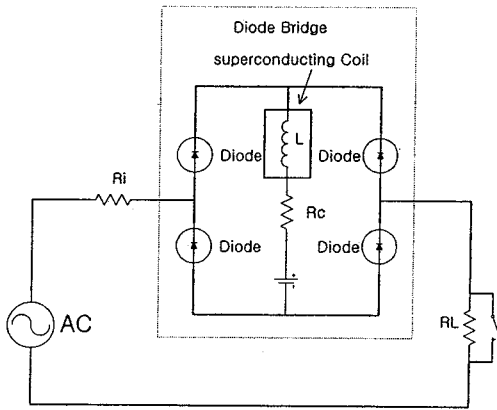 Diode Bridge
superconducting Coil
L
Diode
Diode
Ri
Rc
Diode
Diode
AC
RL